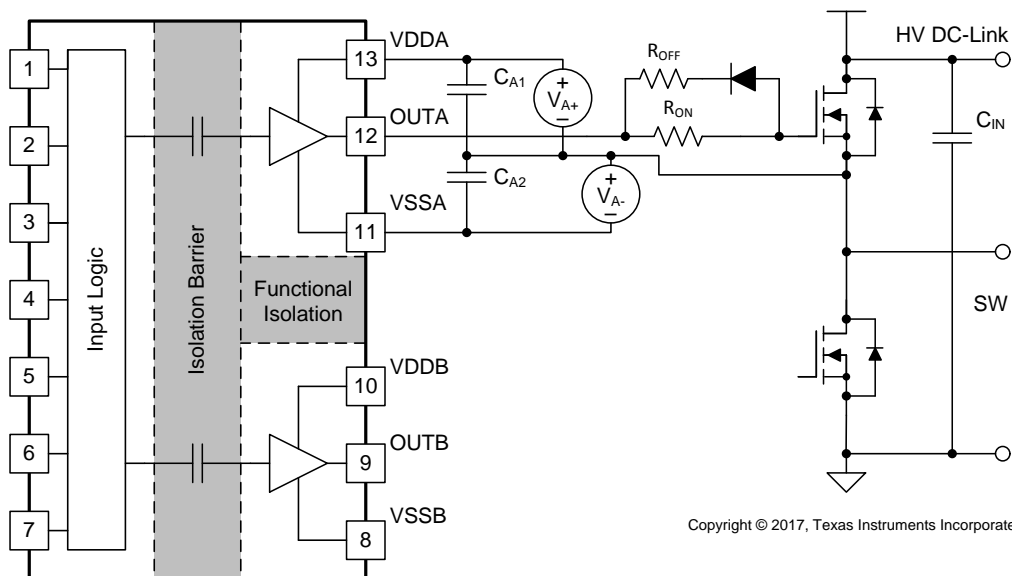 HV DC-Link
VDDA
1
13
CA1
+
VA+
ROFF
2
OUTA
12
RON
CIN
CA2
+
VA-
3
VSSA
11
Input Logic
Isolation Barrier
Functional
Isolation
4
SW
5
VDDB
10
6
OUTB
9
7
VSSB
8
Copyright © 2017, Texas Instruments Incorporate